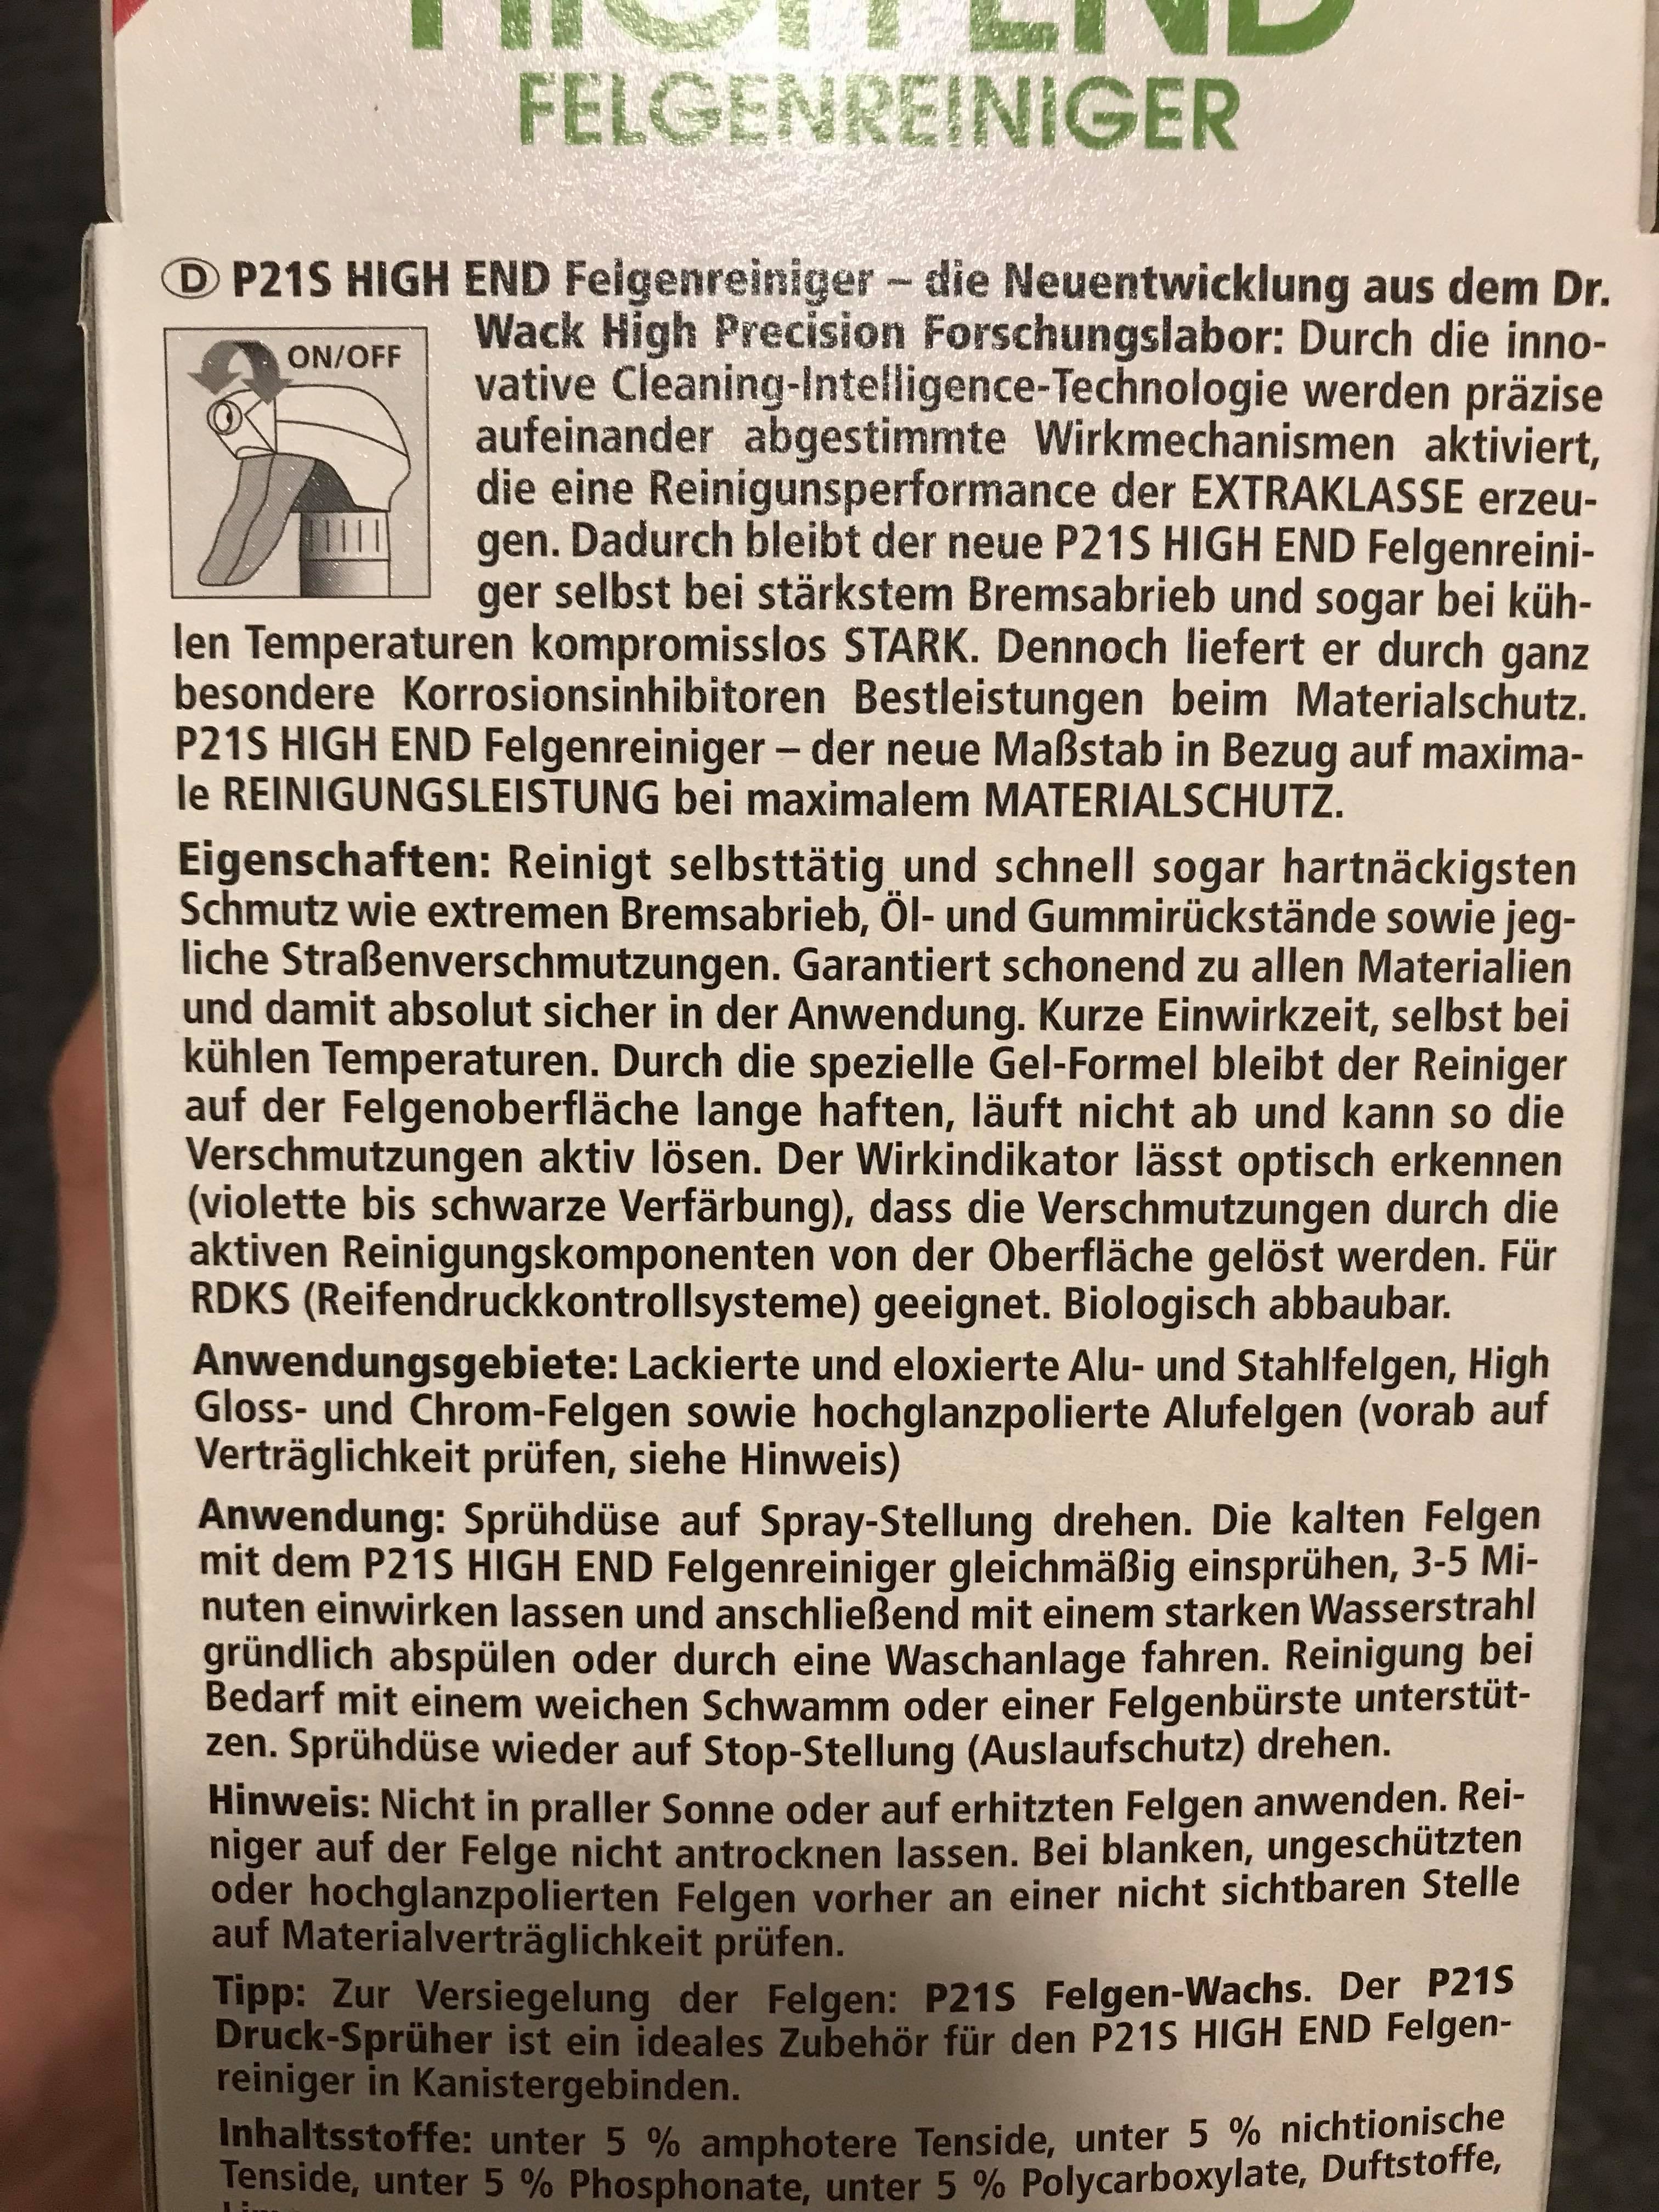 HIGH END
FELGENREINIGER
D P21S HIGH END Felgenreiniger – die Neuentwicklung aus dem Dr.
ON/OFF
Wack High Precision Forschungslabor: Durch die inno-
vative Cleaning-Intelligence-Technologie werden präzise
aufeinander abgestimmte Wirkmechanismen aktiviert,
die eine Reinigunsperformance der EXTRAKLASSE erzeu-
gen. Dadurch bleibt der neue P21S HIGH END Felgenreini-
ger selbst bei stärkstem Bremsabrieb und sogar bei küh-
len Temperaturen kompromisslos STARK. Dennoch liefert er durch ganz
besondere Korrosionsinhibitoren Bestleistungen beim Materialschutz.
P21S HIGH END Felgenreiniger – der neue Maßstab in Bezug auf maxima-
le REINIGUNGSLEISTUNG bei maximalem MATERIALSCHUTZ.
Eigenschaften: Reinigt selbsttätig und schnell sogar hartnäckigsten
Schmutz wie extremen Bremsabrieb, Öl- und Gummirückstände sowie jeg-
liche Straßenverschmutzungen. Garantiert schonend zu allen Materialien
und damit absolut sicher in der Anwendung. Kurze Einwirkzeit, selbst bei
kühlen Temperaturen. Durch die spezielle Gel-Formel bleibt der Reiniger
auf der Felgenoberfläche lange haften, läuft nicht ab und kann so die
Verschmutzungen aktiv lösen. Der Wirkindikator lässt optisch erkennen
(violette bis schwarze Verfärbung), dass die Verschmutzungen durch die
aktiven Reinigungskomponenten von der Oberfläche gelöst werden. Für
RDKS (Reifendruckkontrollsysteme) geeignet. Biologisch abbaubar.
Anwendungsgebiete: Lackierte und eloxierte Alu- und Stahlfelgen, High
Gloss- und Chrom-Felgen sowie hochglanzpolierte Alufelgen (vorab auf
Verträglichkeit prüfen, siehe Hinweis)
Anwendung: Sprühdüse auf Spray-Stellung drehen. Die kalten Felgen
mit dem P21S HIGH END Felgenreiniger gleichmäßig einsprühen, 3-5 Mi-
nuten einwirken lassen und anschließend mit einem starken Wasserstrahl
gründlich abspülen oder durch eine Waschanlage fahren. Reinigung bei
Bedarf mit einem weichen Schwamm oder einer Felgenbürste unterstüt-
zen. Sprühdüse wieder auf Stop-Stellung (Auslaufschutz) drehen.
Hinweis: Nicht in praller Sonne oder auf erhitzten Felgen anwenden. Rei-
niger auf der Felge nicht antrocknen lassen. Bei blanken, ungeschützten
oder hochglanzpolierten Felgen vorher an einer nicht sichtbaren Stelle
auf Materialverträglichkeit prüfen.
Tipp: Zur Versiegelung der Felgen: P21S Felgen-Wachs. Der P21S
Druck-Sprüher ist ein ideales Zubehör für den P21S HIGH END Felgen-
reiniger in Kanistergebinden.
Inhaltsstoffe: unter 5 % amphotere Tenside, unter 5 % nichtionische
Tenside, unter 5 % Phosphonate, unter 5 % Polycarboxylate, Duftstoffe,